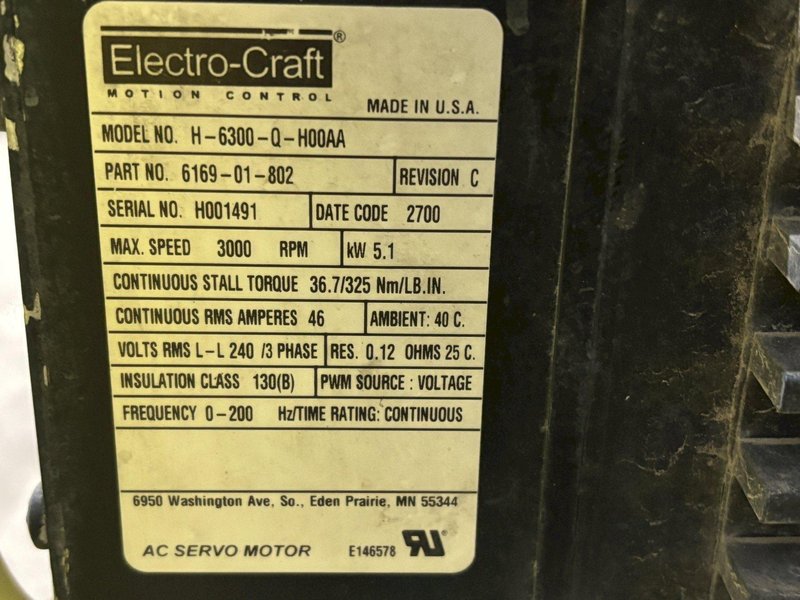 Electro-Craft®
MOTION CONTROL
MADE IN U.S.A.
MODEL NO. H-6300-Q-H00AA
PART NO. 6169-01-802 REVISION C
SERIAL NO. H001491 DATE CODE 2700
MAX. SPEED 3000 RPM kW 5.1
CONTINUOUS STALL TORQUE 36.7/325 Nm/LB.IN.
CONTINUOUS RMS AMPERES 46 AMBIENT: 40 C.
VOLTS RMS L-L 240 /3 PHASE RES. 0.12 OHMS 25 C.
INSULATION CLASS 130(B) PWM SOURCE : VOLTAGE
FREQUENCY 0-200 Hz/TIME RATING: CONTINUOUS
6950 Washington Ave, So., Eden Prairie, MN 55344
AC SERVO MOTOR E146578 RU